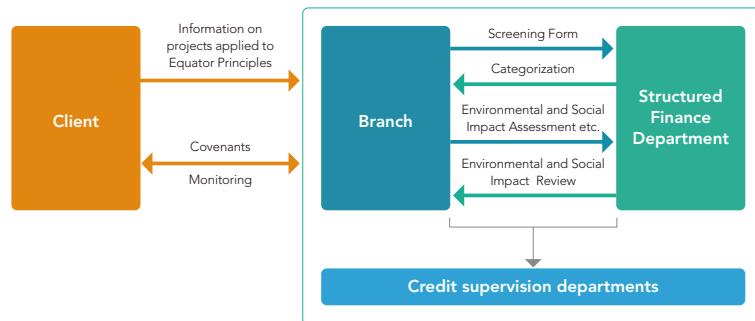 Information on
projects applied to
Equator Principles
Client
Covenants
Monitoring
Branch
Screening Form
Categorization
Environmental and Social
Impact Assessment etc.
Environmental and Social
Impact Review
Structured
Finance
Department
Credit supervision departments